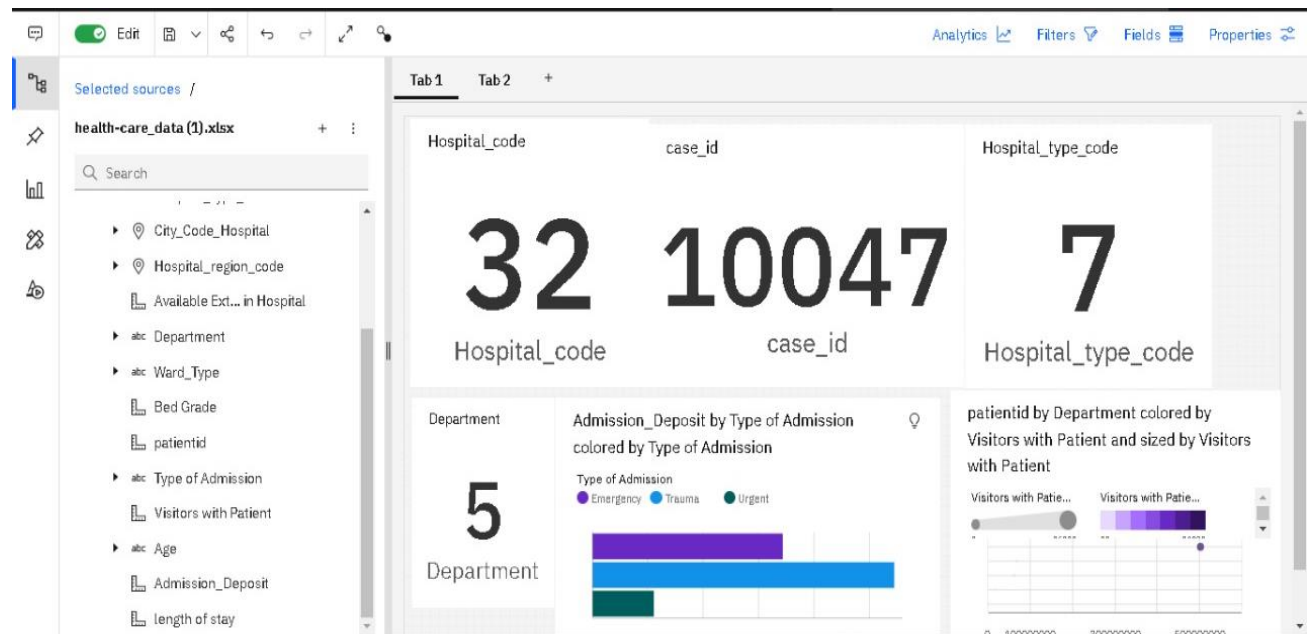 Edit
Analytics
Filters
Fields
Properties
Selected sources /
health-care_data (1).xlsx
Search
City_Code_Hospital
Hospital_region_code
Available Ext... in Hospital
Department
Ward_Type
Bed Grade
patientid
Type of Admission
Visitors with Patient
Age
Admission_Deposit
length of stay
Tab 1
Tab 2
Hospital_code
32
Hospital_code
case_id
10047
case_id
Hospital_type_code
7
Hospital_type_code
Department
5
Department
Admission_Deposit by Type of Admission
colored by Type of Admission
Type of Admission
Emergency
Trauma
Urgent
patientid by Department colored by
Visitors with Patient and sized by Visitors
with Patient
Visitors with Patie...
Visitors with Patie...